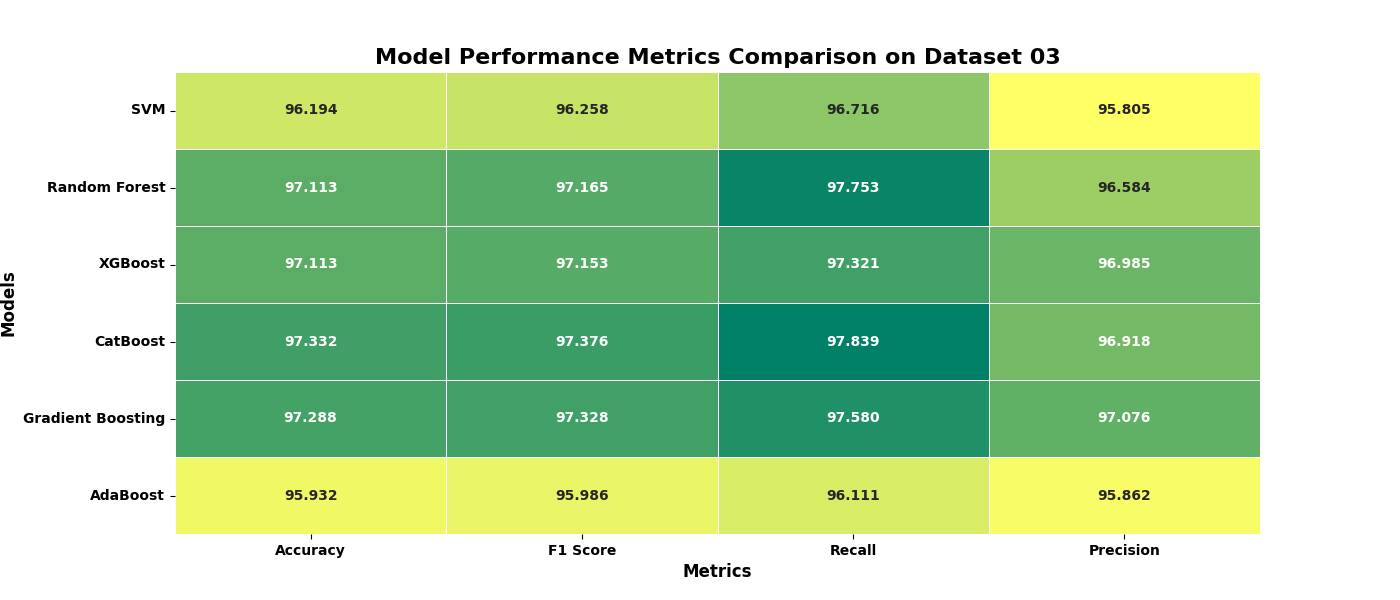 Model Performance Metrics Comparison on Dataset 03
SVM 96.194 96.258 96.716 95.805
Random Forest 97.113 97.165 97.753 96.584
XGBoost 97.113 97.153 97.321 96.985
CatBoost 97.332 97.376 97.839 96.918
Gradient Boosting 97.288 97.328 97.580 97.076
AdaBoost 95.932 95.986 96.111 95.862
Models
Accuracy F1 Score Recall Precision
Metrics